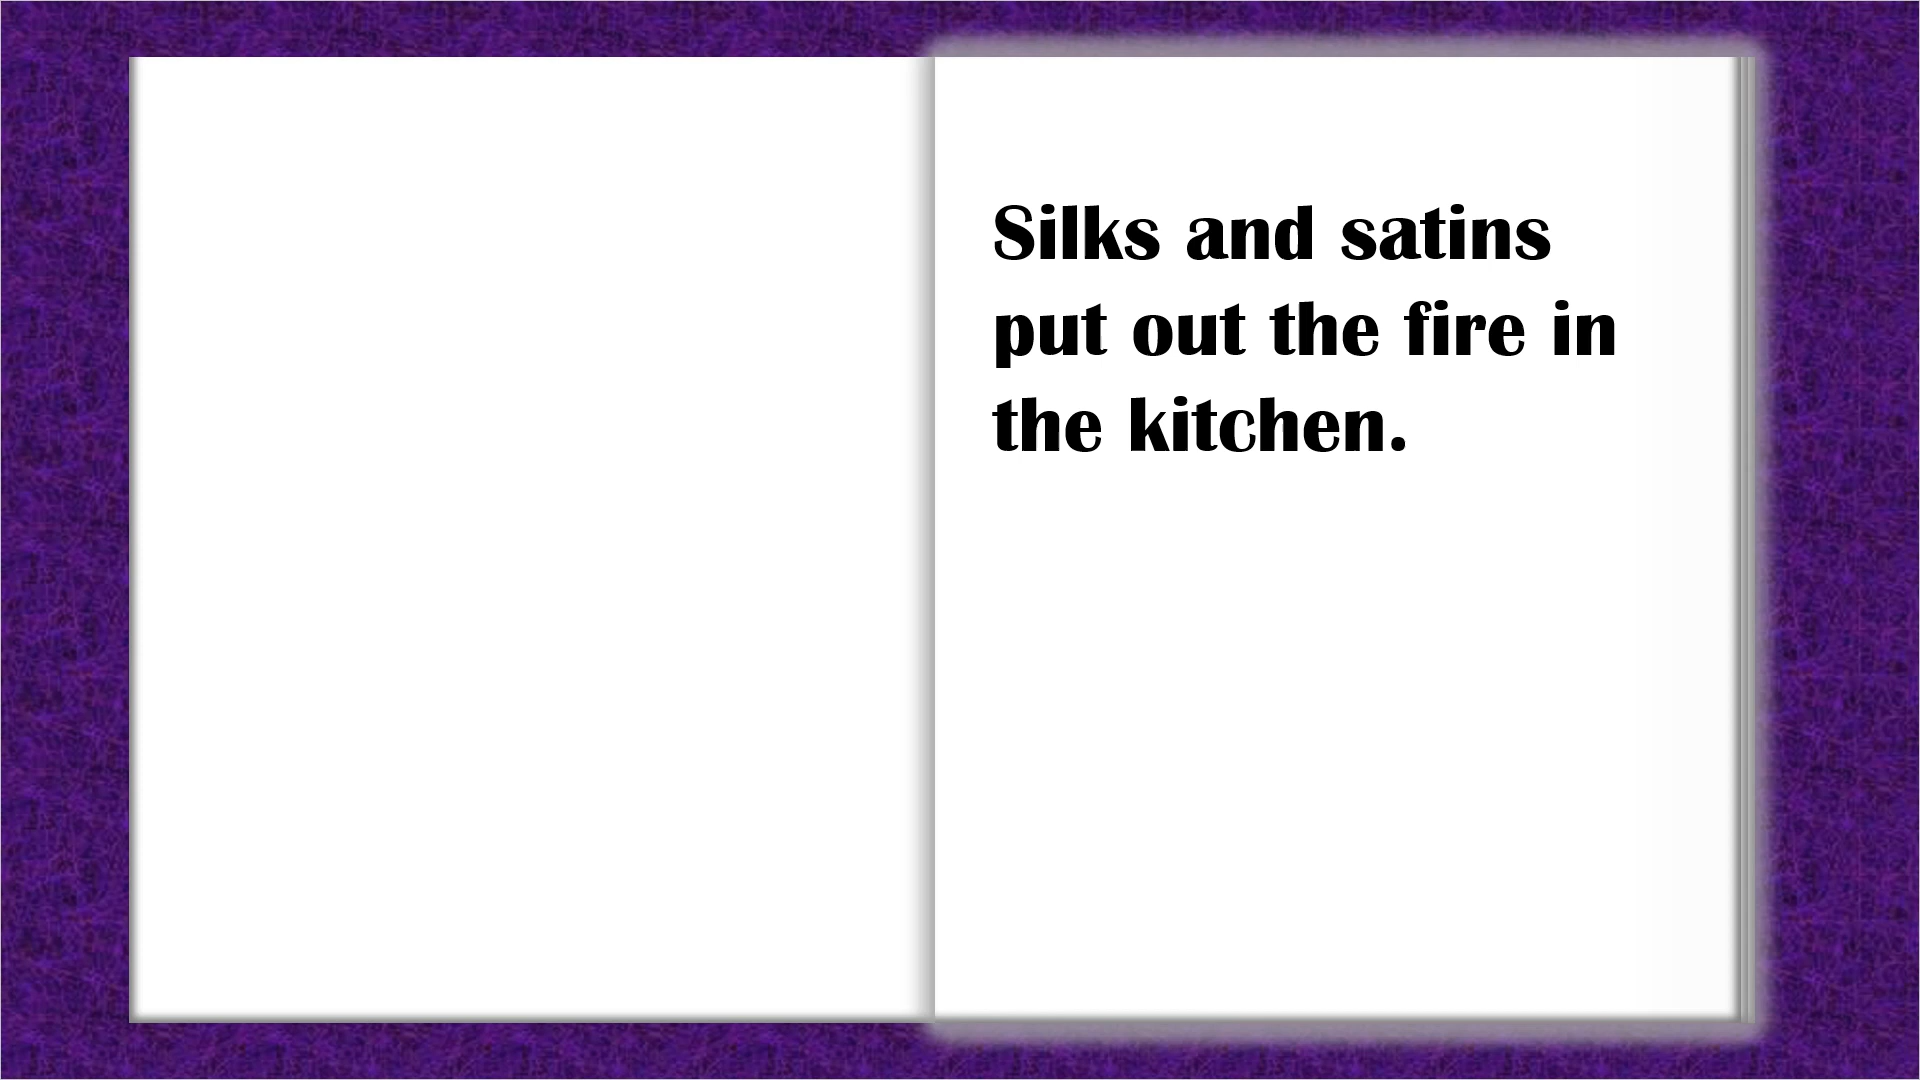 Silks and satins
put out the fire in
the kitchen.